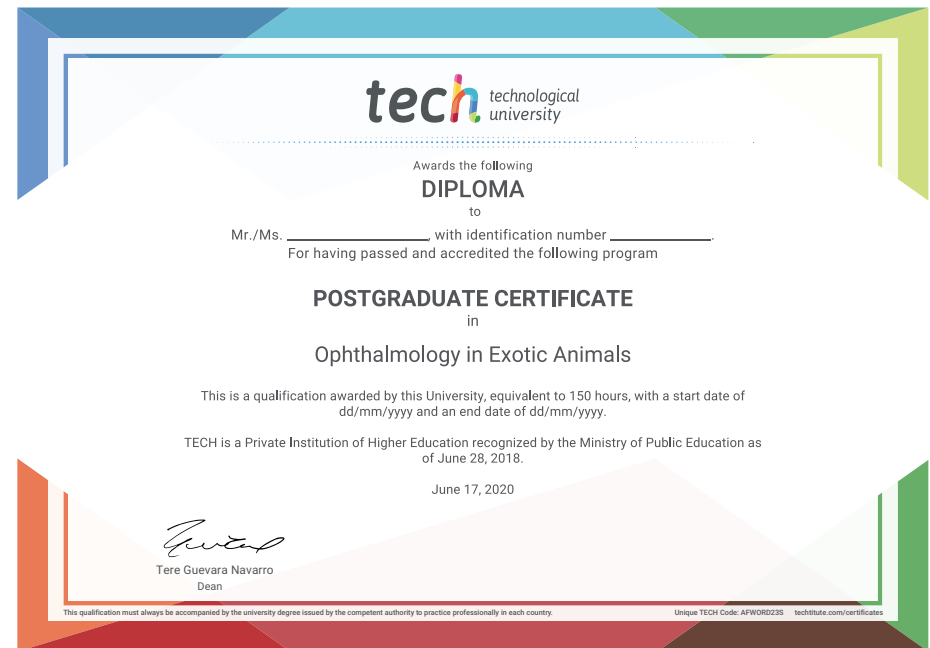 tech technological
university
Awards the following
DIPLOMA
to
Mr./Ms. ____________________, with identification number ______________.
For having passed and accredited the following program
POSTGRADUATE CERTIFICATE
in
Ophthalmology in Exotic Animals
This is a qualification awarded by this University, equivalent to 150 hours, with a start date of
dd/mm/yyyy and an end date of dd/mm/yyyy.
TECH is a Private Institution of Higher Education recognized by the Ministry of Public Education as
of June 28, 2018.
June 17, 2020
Tere Guevara Navarro
Dean
This qualification must always be accompanied by the university degree issued by the competent authority to practice professionally in each country. Unique TECH Code: AFWORD23S techtitute.com/certificates